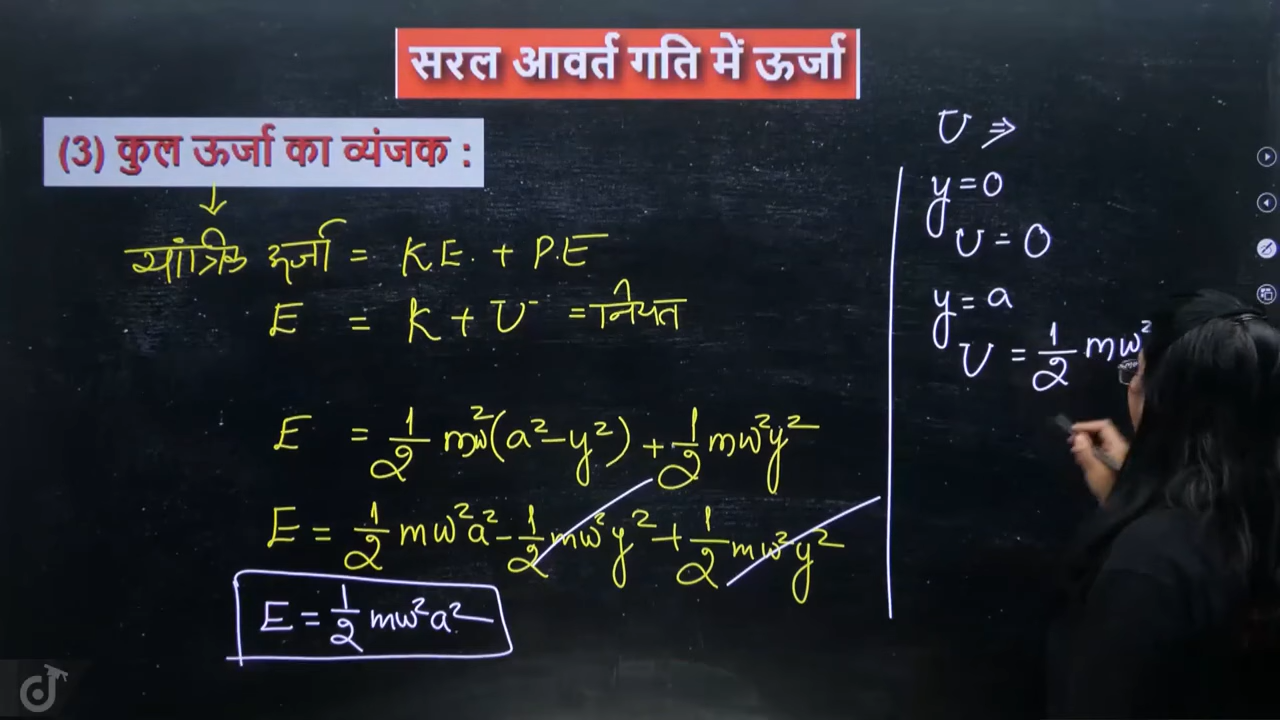 सरल आवर्त गति में ऊर्जा
(3) कुल ऊर्जा का व्यंजक :
↓
यांत्रिक ऊर्जा = K.E. + P.E
E = K + U = नियत
E = 1/2 mω²(a²-y²) + 1/2 mω²y²
E = 1/2 mω²a² - 1/2 mω²y² + 1/2 mω²y²
E = 1/2 mω²a²
U ⇒
y = 0
U = 0
y = a
U = 1/2 mω²